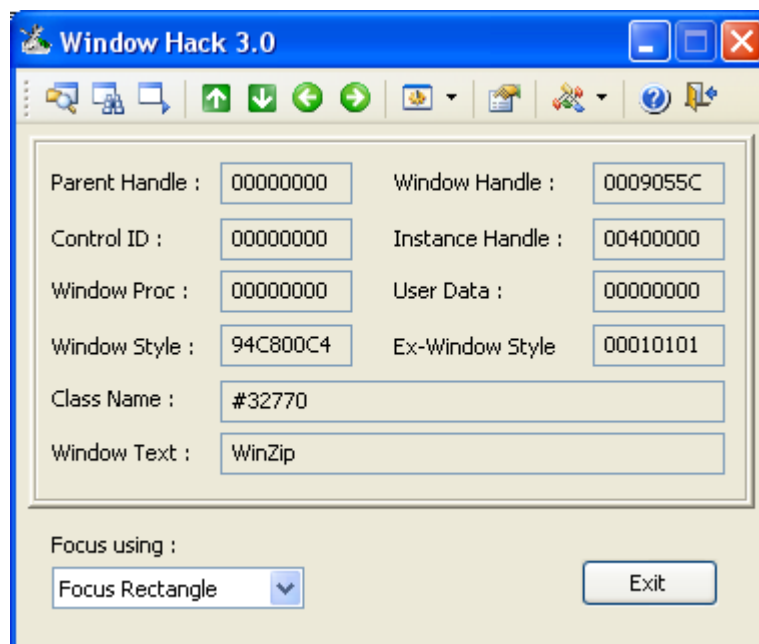 Window Hack 3.0
Parent Handle : 00000000 Window Handle : 0009055C
Control ID : 00000000 Instance Handle : 00400000
Window Proc : 00000000 User Data : 00000000
Window Style : 94C800C4 Ex-Window Style 00010101
Class Name : #32770
Window Text : WinZip
Focus using :
Focus Rectangle Exit